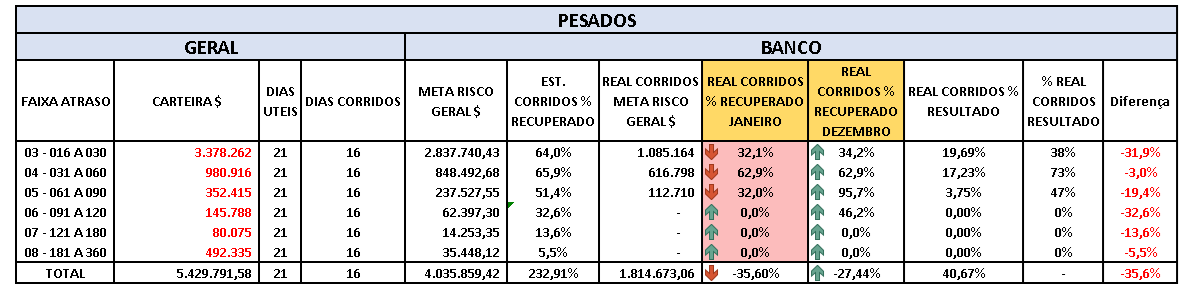 PESADOS
GERAL BANCO
FAIXA ATRASO CARTEIRA $ DIAS UTEIS DIAS CORRIDOS META RISCO GERAL $ EST. CORRIDOS % RECUPERADO REAL CORRIDOS META RISCO GERAL $ REAL CORRIDOS % RECUPERADO JANEIRO REAL CORRIDOS % RECUPERADO DEZEMBRO REAL CORRIDOS % RESULTADO % REAL CORRIDOS RESULTADO Diferença
03 - 016 A 030 3.378.262 21 16 2.837.740,43 64,0% 1.085.164 32,1% 34,2% 19,69% 38% -31,9%
04 - 031 A 060 980.916 21 16 848.492,68 65,9% 616.798 62,9% 62,9% 17,23% 73% -3,0%
05 - 061 A 090 352.415 21 16 237.527,55 51,4% 112.710 32,0% 95,7% 3,75% 47% -19,4%
06 - 091 A 120 145.788 21 16 62.397,30 32,6% - 0,0% 46,2% 0,00% 0% -32,6%
07 - 121 A 180 80.075 21 16 14.253,35 13,6% - 0,0% 0,0% 0,00% 0% -13,6%
08 - 181 A 360 492.335 21 16 35.448,12 5,5% - 0,0% 0,0% 0,00% 0% -5,5%
TOTAL 5.429.791,58 21 16 4.035.859,42 232,91% 1.814.673,06 -35,60% -27,44% 40,67% - -35,6%